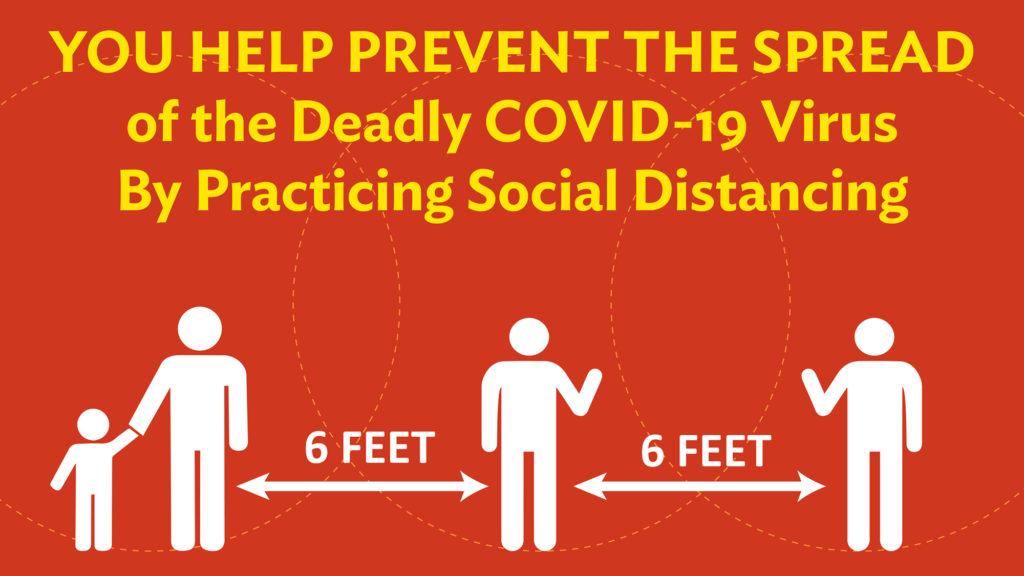 YOU HELP PREVENT THE SPREAD
of the Deadly COVID-19 Virus
By Practicing Social Distancing
6 FEET
6 FEET